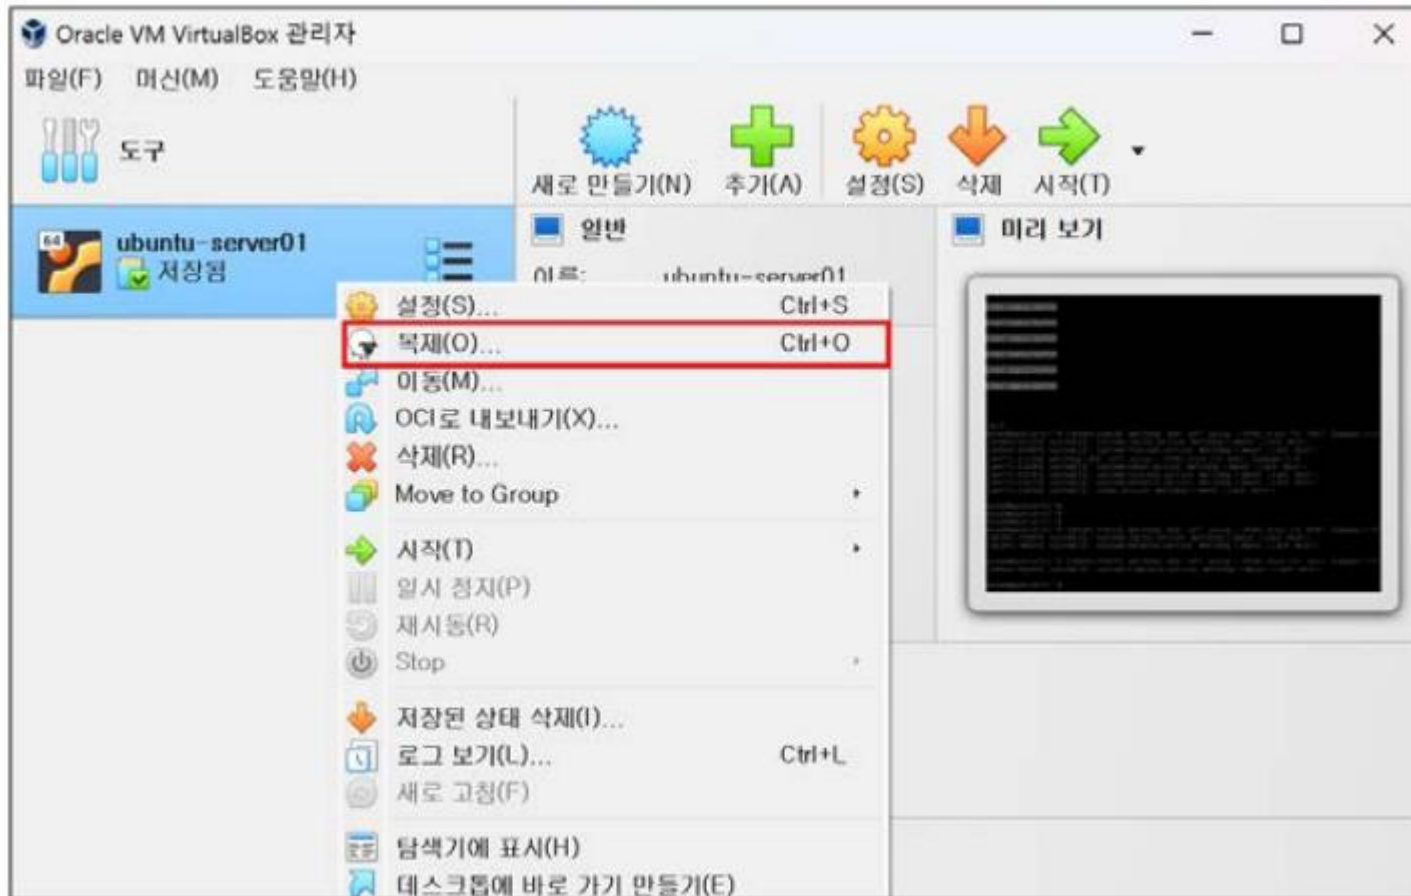 Oracle VM VirtualBox 관리자
파일(F) 머신(M) 도움말(H)
도구
새로 만들기(N) 추가(A) 설정(S) 삭제 시작(T)
64
ubuntu-server01
저장됨
일반
이름: ubuntu-server01
미리 보기
설정(S)... Ctrl+S
복제(O)... Ctrl+O
이동(M)...
OCI로 내보내기(X)...
삭제(R)...
Move to Group
시작(T)
일시 정지(P)
재시동(R)
Stop
저장된 상태 삭제(I)...
로그 보기(L)... Ctrl+L
새로 고침(F)
탐색기에 표시(H)
데스크톱에 바로 가기 만들기(E)